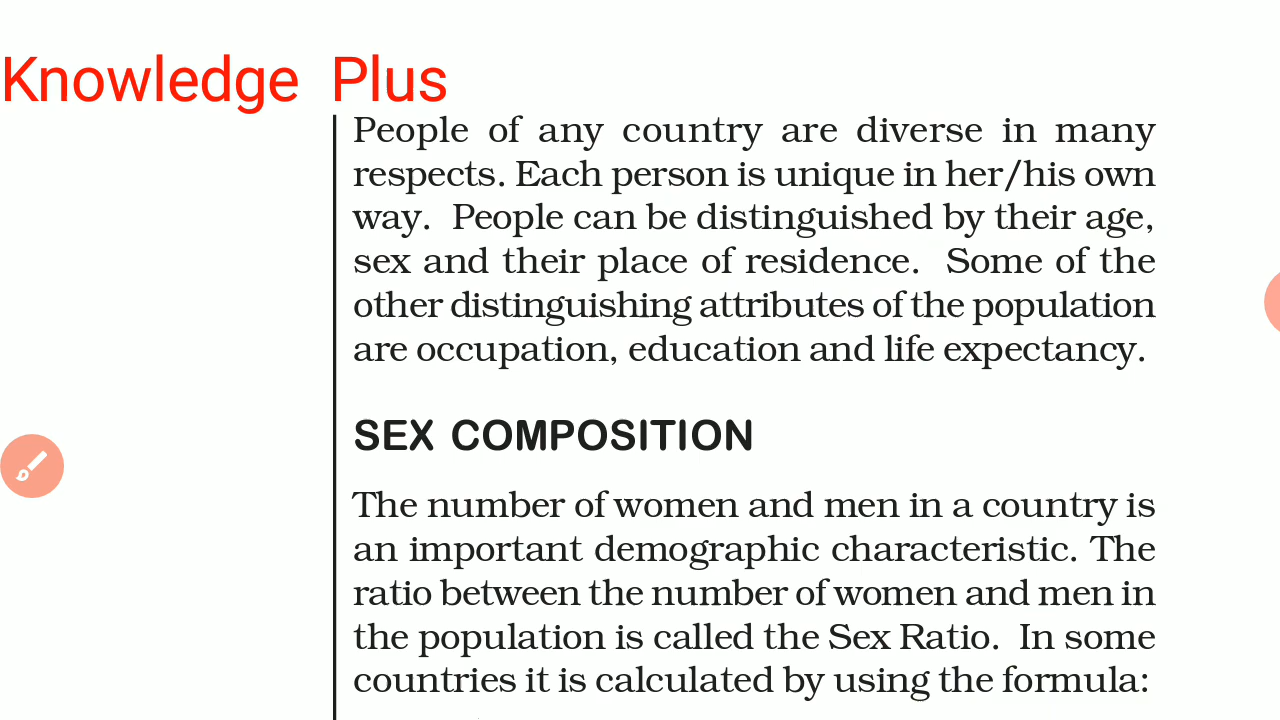 Knowledge Plus
People of any country are diverse in many
respects. Each person is unique in her/his own
way. People can be distinguished by their age,
sex and their place of residence. Some of the
other distinguishing attributes of the population
are occupation, education and life expectancy.
SEX COMPOSITION
The number of women and men in a country is
an important demographic characteristic. The
ratio between the number of women and men in
the population is called the Sex Ratio. In some
countries it is calculated by using the formula: